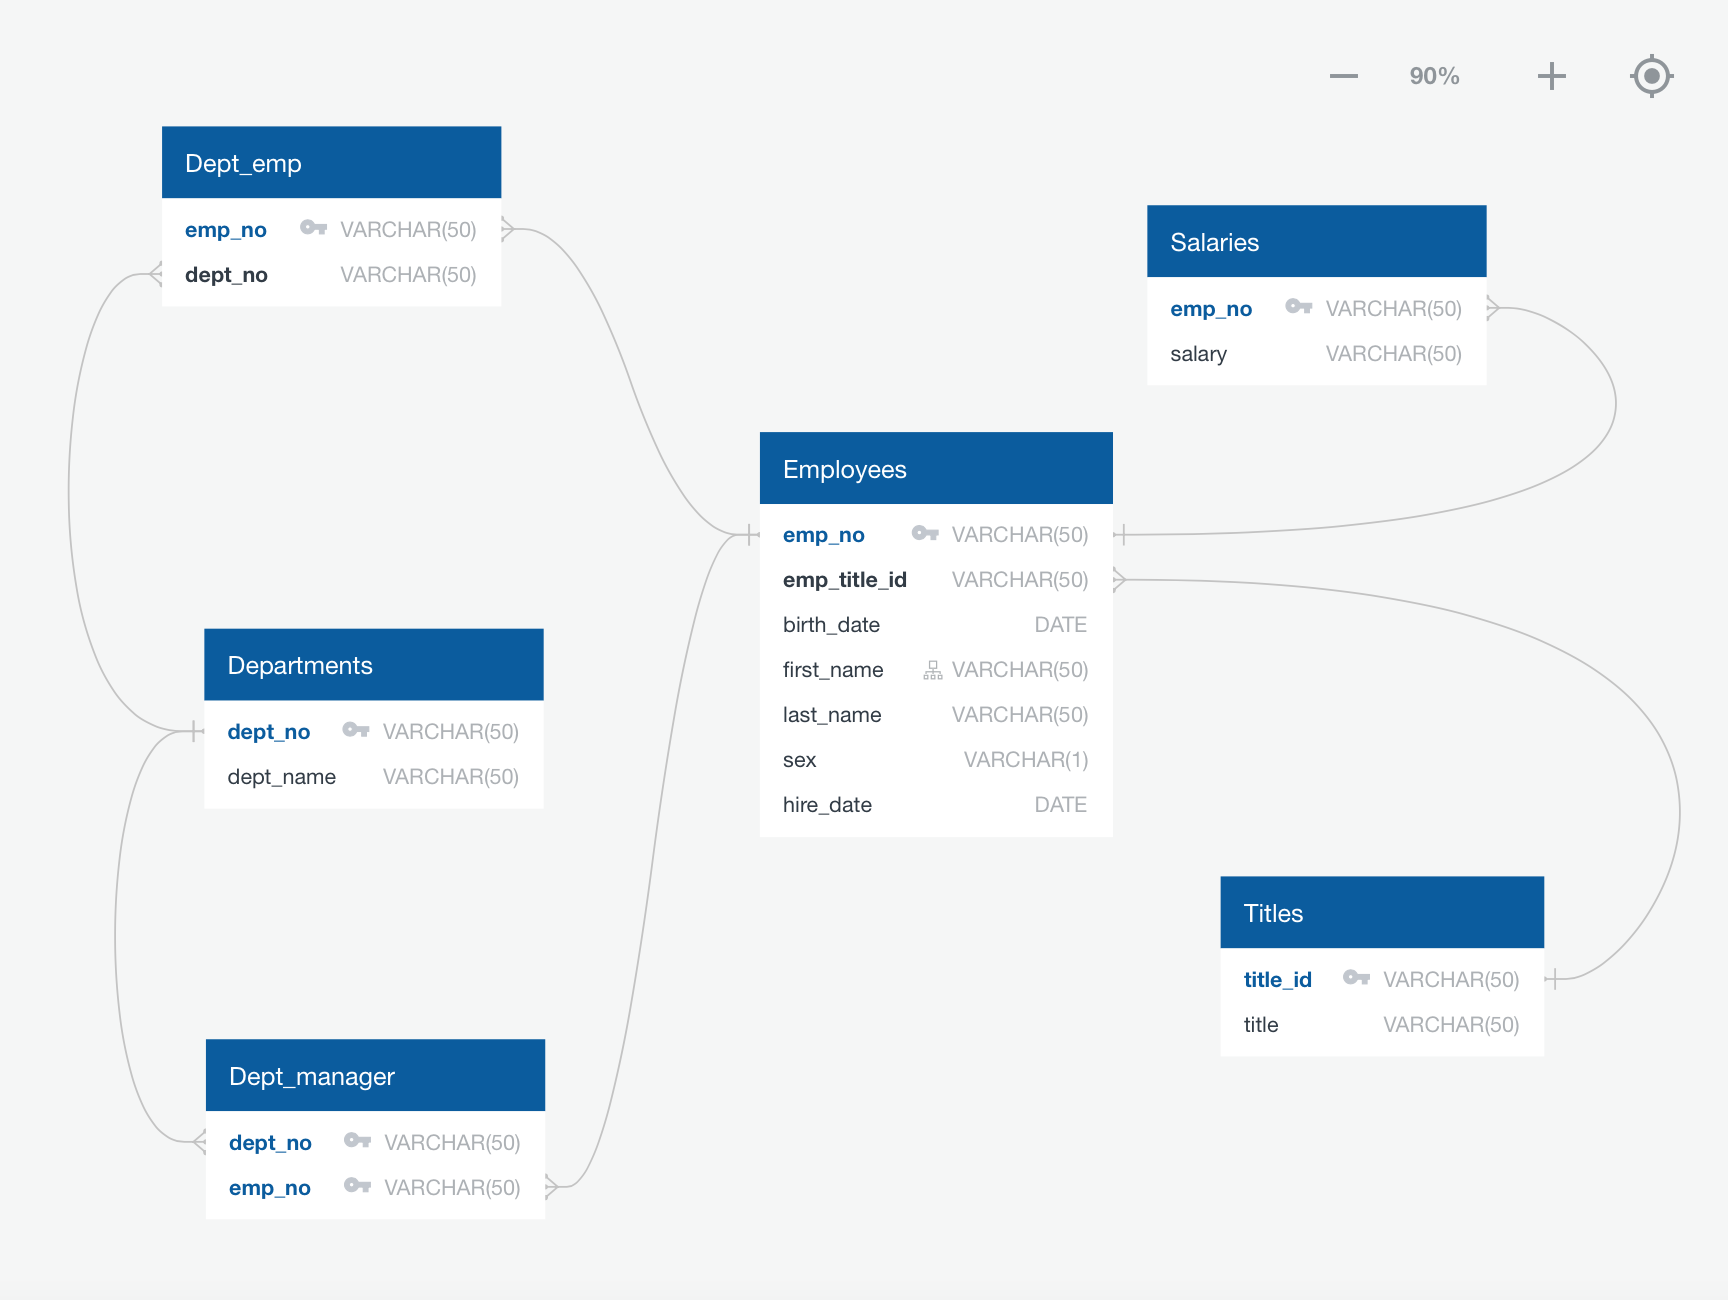 90%
Dept_emp
emp_no VARCHAR(50)
dept_no VARCHAR(50)
Salaries
emp_no VARCHAR(50)
salary VARCHAR(50)
Employees
emp_no VARCHAR(50)
emp_title_id VARCHAR(50)
birth_date DATE
first_name VARCHAR(50)
last_name VARCHAR(50)
sex VARCHAR(1)
hire_date DATE
Departments
dept_no VARCHAR(50)
dept_name VARCHAR(50)
Titles
title_id VARCHAR(50)
title VARCHAR(50)
Dept_manager
dept_no VARCHAR(50)
emp_no VARCHAR(50)